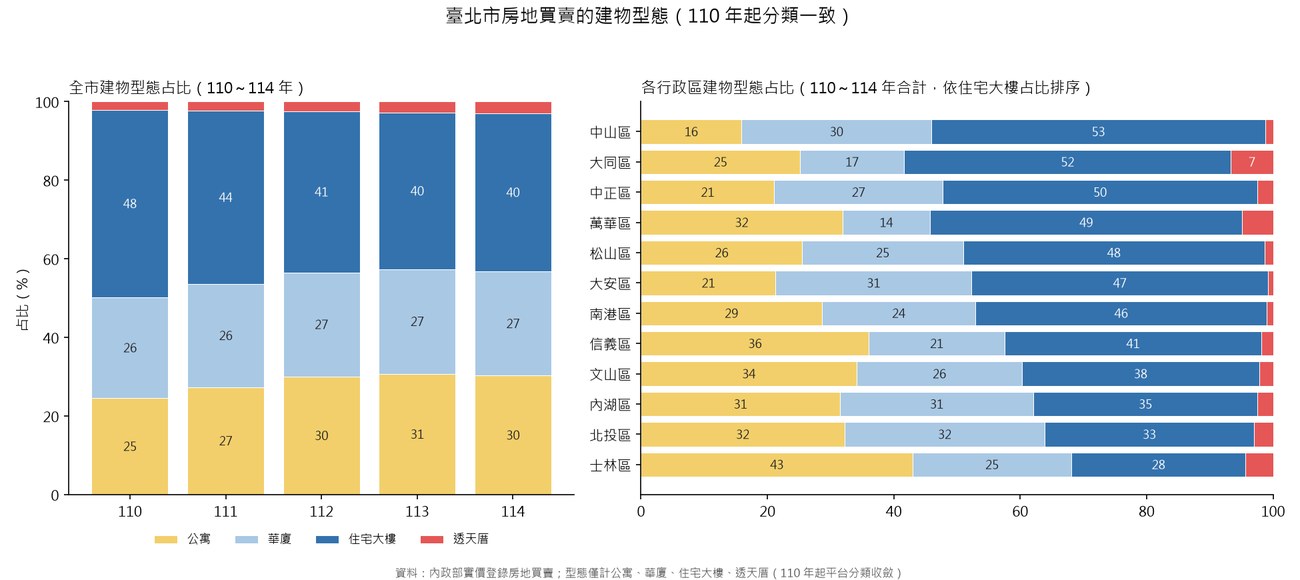 臺北市房地買賣的建物型態（110 年起分類一致）
全市建物型態占比（110～114 年）
占比（%）
100
80
60
40
20
0
48
44
41
40
40
26
26
27
27
27
25
27
30
31
30
110
111
112
113
114
公寓
華廈
住宅大樓
透天厝
各行政區建物型態占比（110～114 年合計，依住宅大樓占比排序）
中山區 16 30 53
大同區 25 17 52 7
中正區 21 27 50
萬華區 32 14 49
松山區 26 25 48
大安區 21 31 47
南港區 29 24 46
信義區 36 21 41
文山區 34 26 38
內湖區 31 31 35
北投區 32 32 33
士林區 43 25 28
0 20 40 60 80 100
資料：內政部實價登錄房地買賣；型態僅計公寓、華廈、住宅大樓、透天厝（110 年起平台分類收斂）